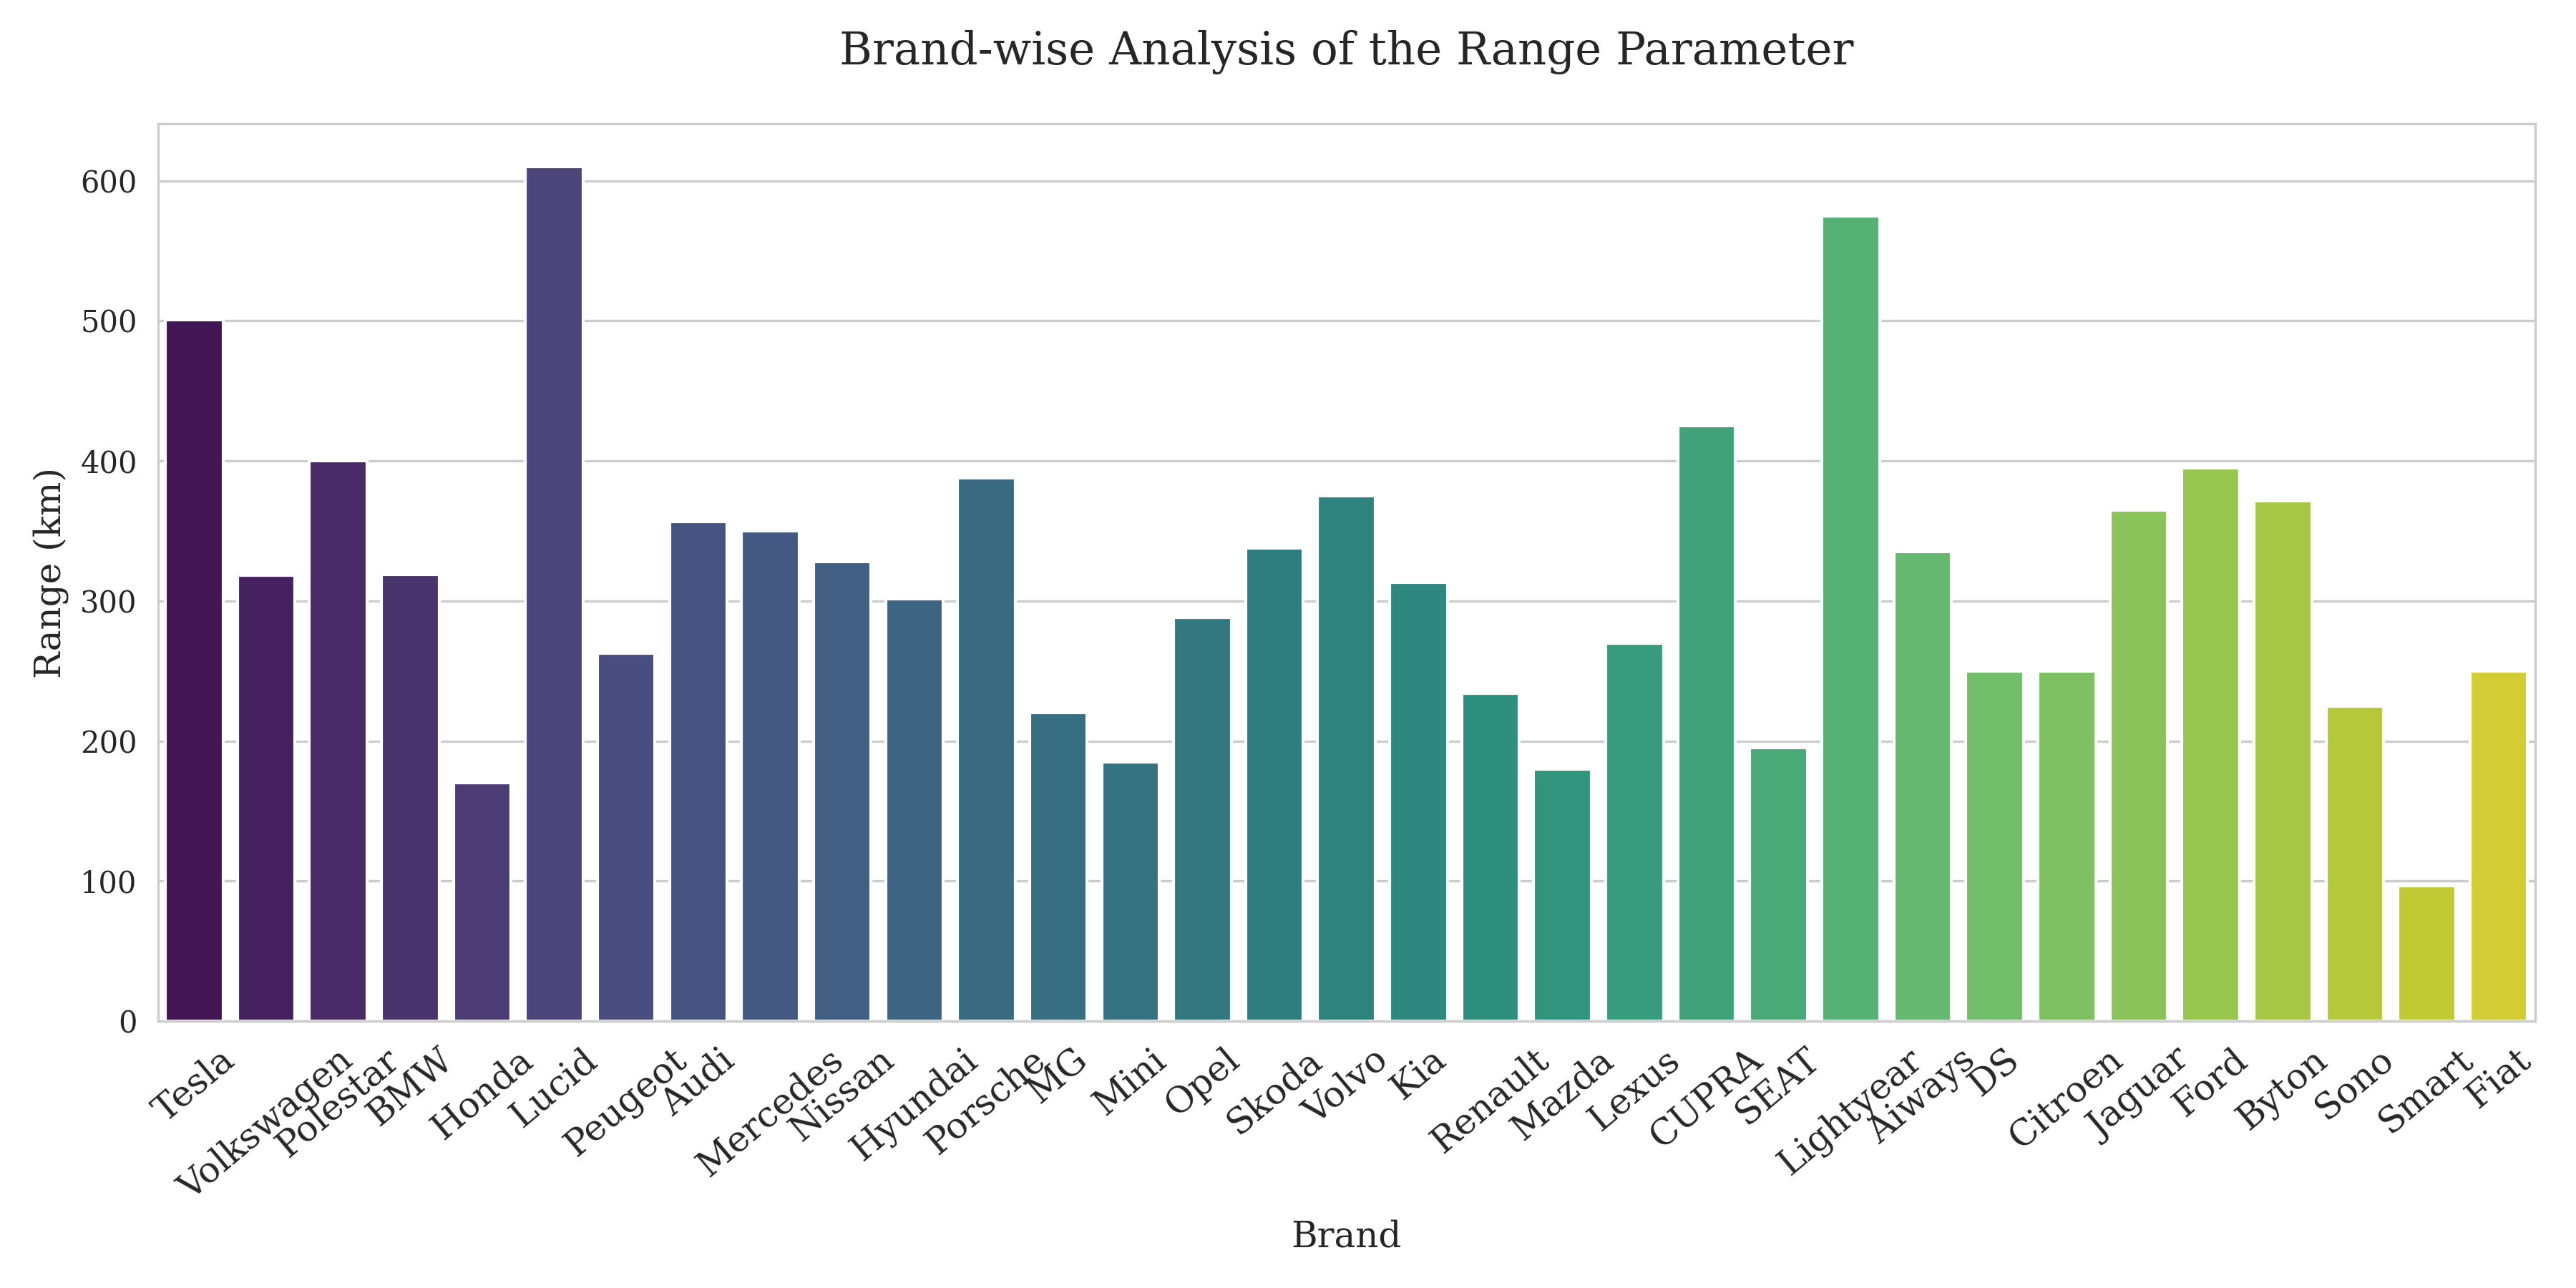 Brand-wise Analysis of the Range Parameter
Range (km)
600
500
400
300
200
100
0
Tesla
Volkswagen
Polestar
BMW
Honda
Lucid
Peugeot
Audi
Mercedes
Nissan
Hyundai
Porsche
MG
Mini
Opel
Skoda
Volvo
Kia
Renault
Mazda
Lexus
CUPRA
SEAT
Lightyear
Aiways
DS
Citroen
Jaguar
Ford
Byton
Sono
Smart
Fiat
Brand